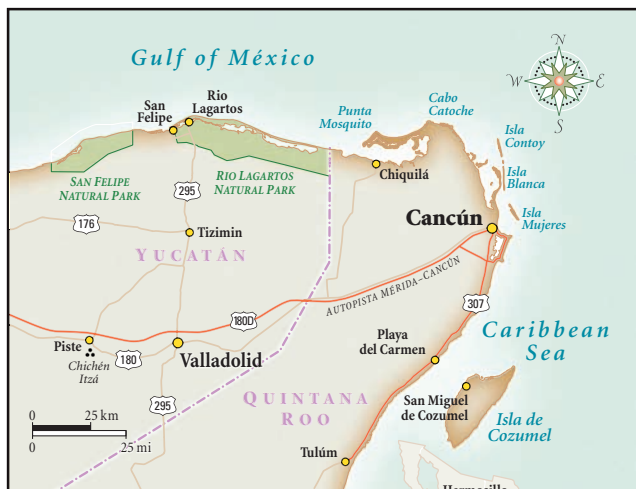 Gulf of México
N
W
E
S
San
Felipe
Rio
Lagartos
Punta
Mosquito
Cabo
Catoche
Isla
Contoy
Isla
Blanca
Isla
Mujeres
SAN FELIPE
NATURAL PARK
RIO LAGARTOS
NATURAL PARK
295
Chiquilá
176
Tizimin
Cancún
YUCATÁN
AUTOPISTA MÉRIDA–CANCÚN
307
180D
Caribbean
Sea
Piste
180
Valladolid
Chichén
Itzá
Playa
del Carmen
295
QUINTANA
ROO
San Miguel
de Cozumel
Isla de
Cozumel
0 25 km
0 25 mi
Tulúm